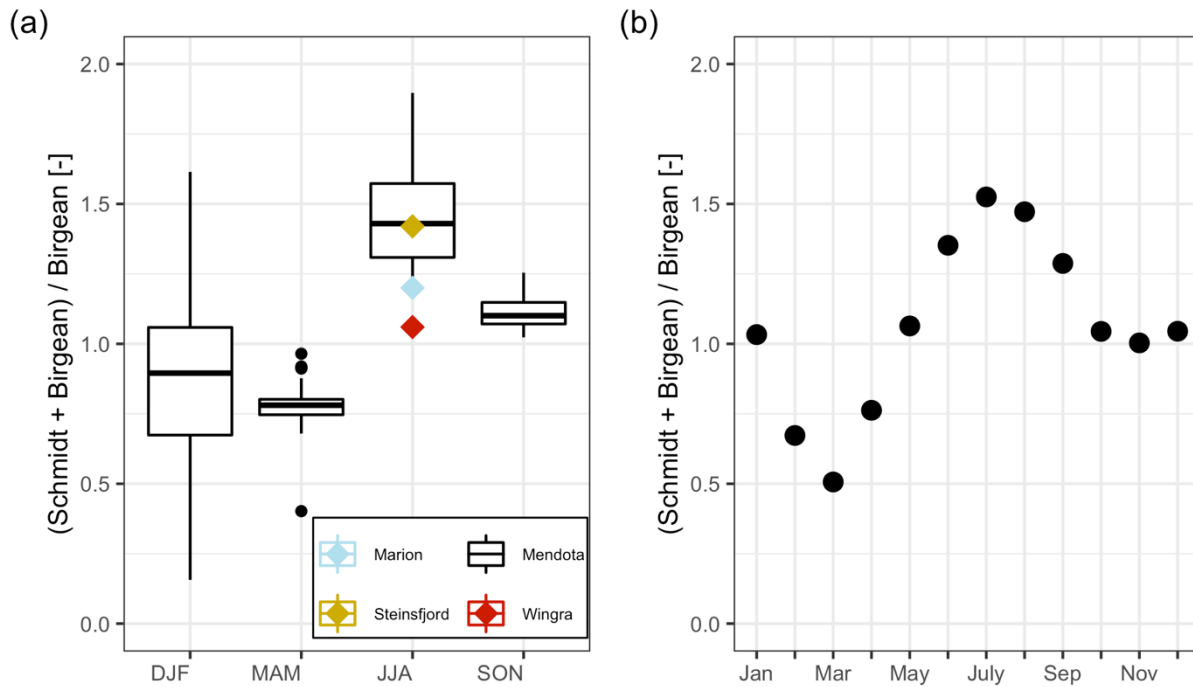 (a)
(Schmidt + Birgean) / Birgean [-]
2.0
1.5
1.0
0.5
0.0
DJF MAM JJA SON
Marion Mendota
Steinsfjord Wingra
(b)
(Schmidt + Birgean) / Birgean [-]
2.0
1.5
1.0
0.5
0.0
Jan Mar May July Sep Nov